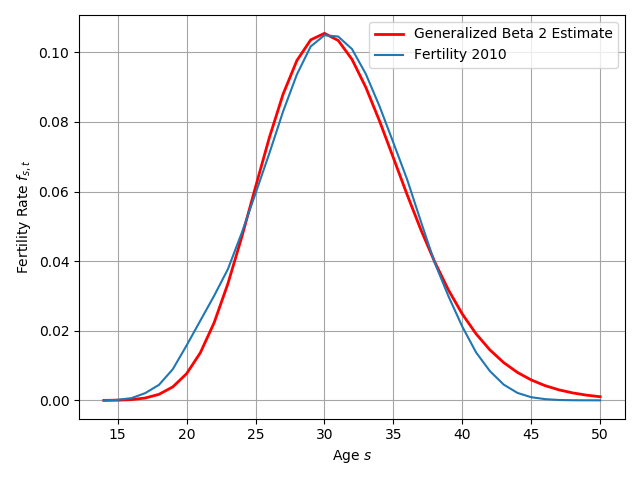 Generalized Beta 2 Estimate
Fertility 2010
Fertility Rate $f_{s,t}$
0.10
0.08
0.06
0.04
0.02
0.00
15 20 25 30 35 40 45 50
Age $s$